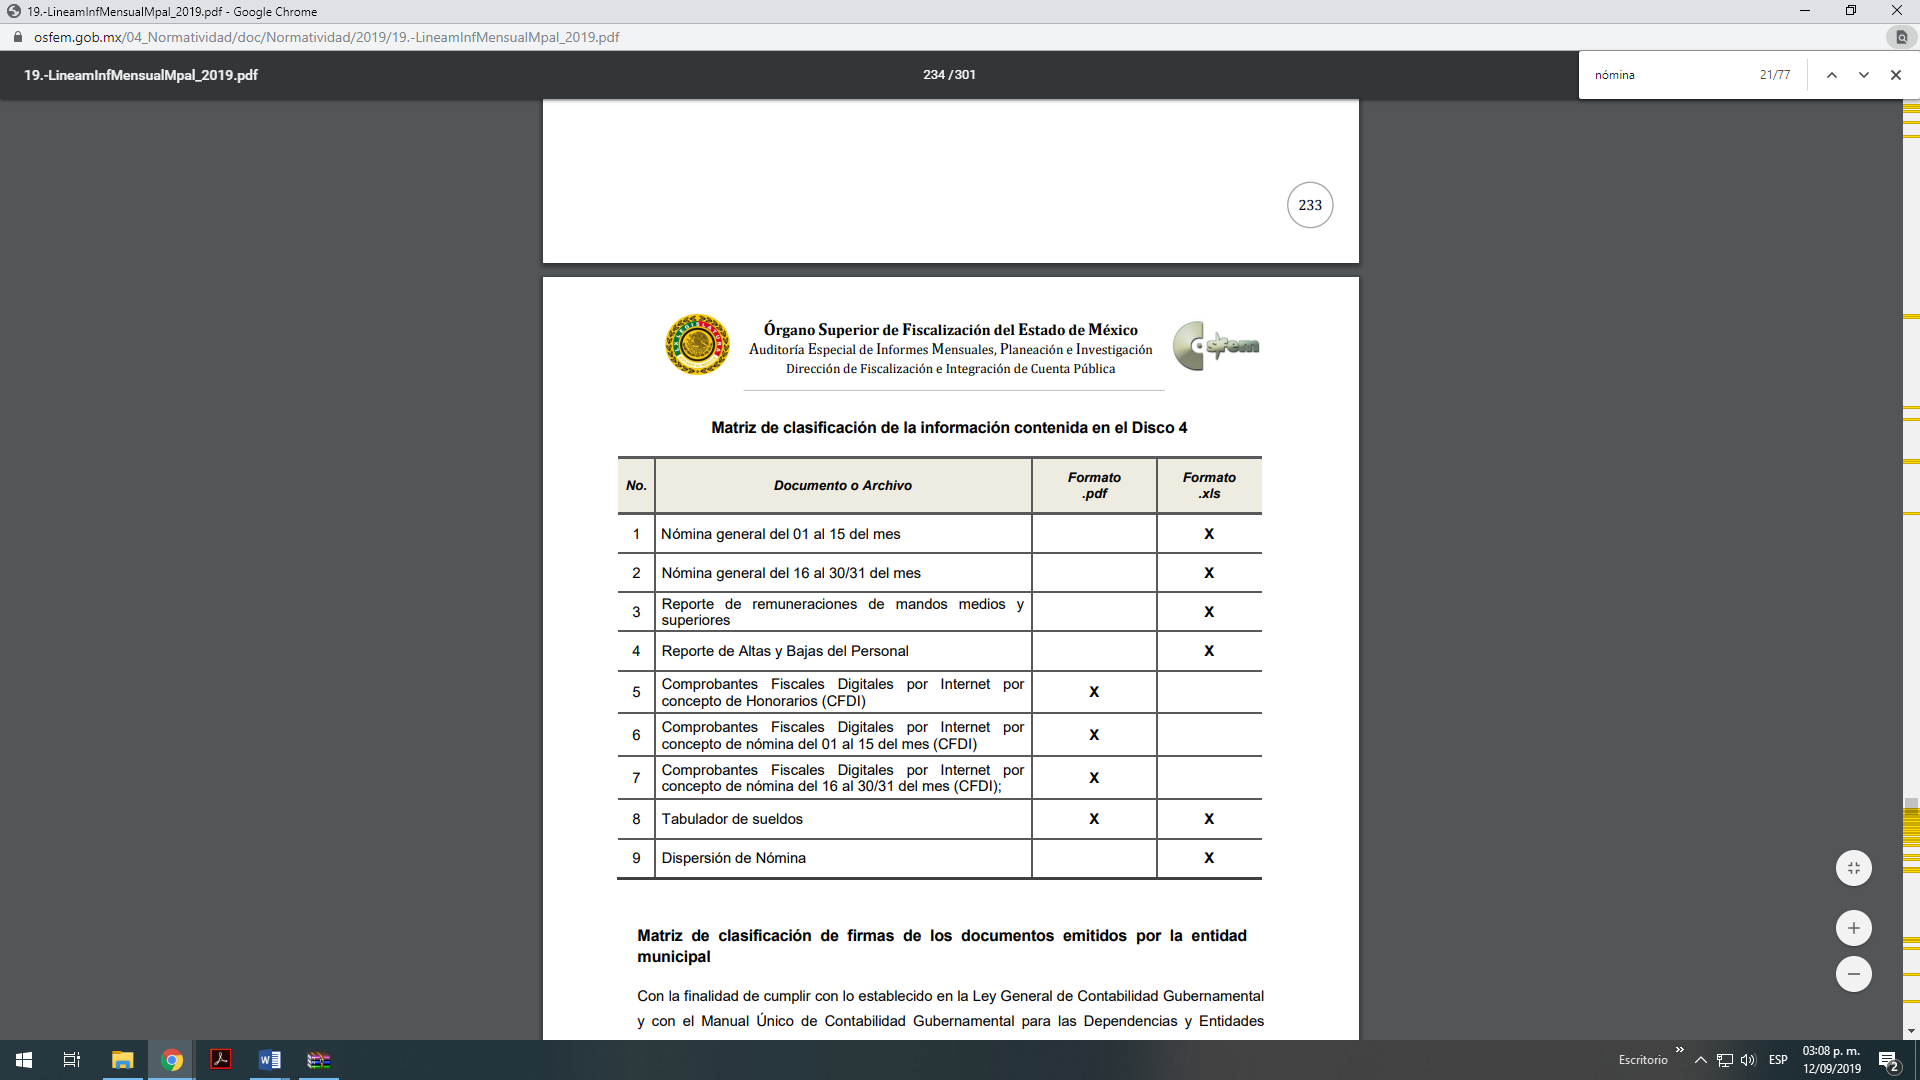 19.-LineamInfMensualMpal_2019.pdf - Google Chrome
osfem.gob.mx/04_Normatividad/doc/Normatividad/2019/19.-LineamInfMensualMpal_2019.pdf
19.-LineamInfMensualMpal_2019.pdf
234 / 301
nómina
21/77
233
Órgano Superior de Fiscalización del Estado de México
Auditoría Especial de Informes Mensuales, Planeación e Investigación
Dirección de Fiscalización e Integración de Cuenta Pública
osfem
Matriz de clasificación de la información contenida en el Disco 4
No.
Documento o Archivo
Formato
.pdf
Formato
.xls
1 Nómina general del 01 al 15 del mes X
2 Nómina general del 16 al 30/31 del mes X
3 Reporte de remuneraciones de mandos medios y
superiores X
4 Reporte de Altas y Bajas del Personal X
5 Comprobantes Fiscales Digitales por Internet por
concepto de Honorarios (CFDI) X
6 Comprobantes Fiscales Digitales por Internet por
concepto de nómina del 01 al 15 del mes (CFDI) X
7 Comprobantes Fiscales Digitales por Internet por
concepto de nómina del 16 al 30/31 del mes (CFDI); X
8 Tabulador de sueldos X X
9 Dispersión de Nómina X
Matriz de clasificación de firmas de los documentos emitidos por la entidad
municipal
Con la finalidad de cumplir con lo establecido en la Ley General de Contabilidad Gubernamental
y con el Manual Único de Contabilidad Gubernamental para las Dependencias y Entidades
Escritorio
ESP
03:08 p. m.
12/09/2019
2